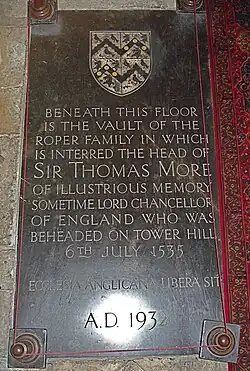 BENEATH THIS FLOOR
IS THE VAULT OF THE
ROPER FAMILY IN WHICH
IS INTERRED THE HEAD OF
SIR THOMAS MORE
OF ILLUSTRIOUS MEMORY
SOMETIME LORD CHANCELLOR
OF ENGLAND WHO WAS
BEHEADED ON TOWER HILL
6TH JULY 1535
ECCLESIA ANGLICANA LIBERA SIT
A.D. 1932